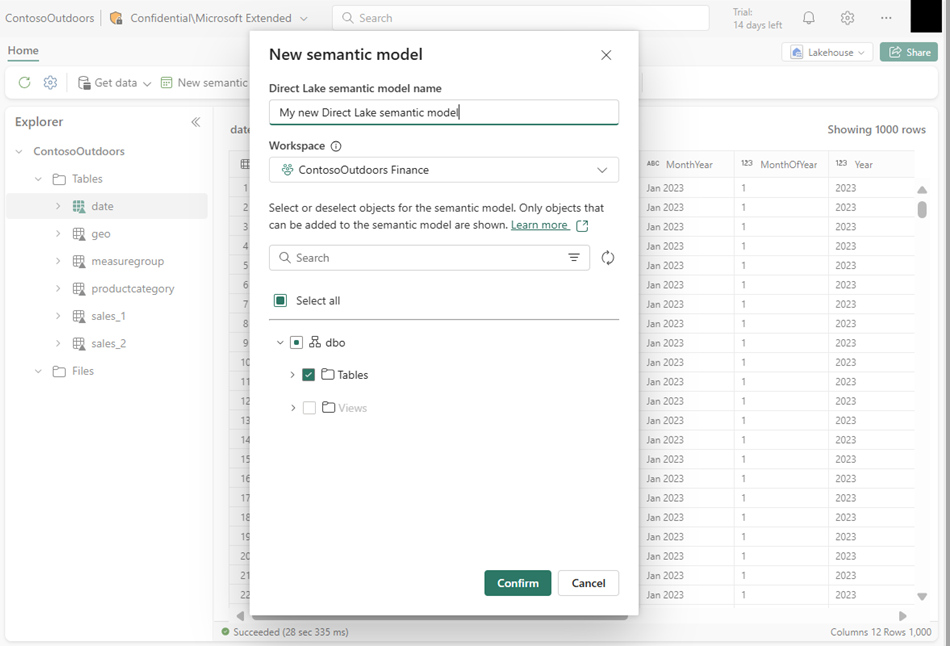 ContosoOutdoors
Confidential\Microsoft Extended
Search
Trial:
14 days left
Home
Lakehouse
Share
Get data
New semantic
Explorer
ContosoOutdoors
Tables
date
geo
measuregroup
productcategory
sales_1
sales_2
Files
date
Showing 1000 rows
New semantic model
Direct Lake semantic model name
My new Direct Lake semantic model
Workspace
ContosoOutdoors Finance
Select or deselect objects for the semantic model. Only objects that
can be added to the semantic model are shown. Learn more
Search
Select all
dbo
Tables
Views
Confirm
Cancel
ABC MonthYear 123 MonthOfYear 123 Year
1 Jan 2023 1 2023
2 Jan 2023 1 2023
3 Jan 2023 1 2023
4 Jan 2023 1 2023
5 Jan 2023 1 2023
6 Jan 2023 1 2023
7 Jan 2023 1 2023
8 Jan 2023 1 2023
9 Jan 2023 1 2023
10 Jan 2023 1 2023
11 Jan 2023 1 2023
12 Jan 2023 1 2023
13 Jan 2023 1 2023
14 Jan 2023 1 2023
15 Jan 2023 1 2023
16 Jan 2023 1 2023
17 Jan 2023 1 2023
18 Jan 2023 1 2023
19 Jan 2023 1 2023
20 Jan 2023 1 2023
21 Jan 2023 1 2023
22 Jan 2023 1 2023
Succeeded (28 sec 335 ms)
Columns 12 Rows 1,000